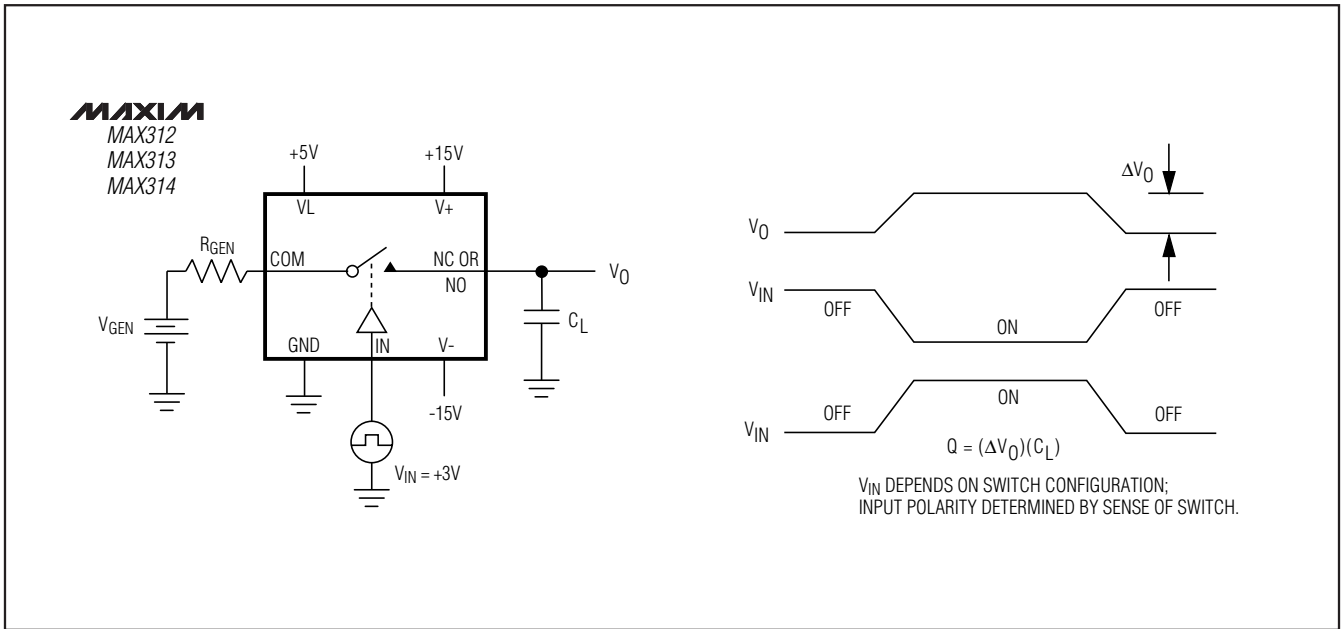 MAXIM
MAX312
MAX313
MAX314
+5V
+15V
VL
V+
RGEN
COM
NC OR
NO
VO
VGEN
CL
GND
IN
V-
-15V
VIN = +3V
ΔVO
VO
VIN
OFF
ON
OFF
VIN
OFF
ON
OFF
Q = (ΔVO)(CL)
VIN DEPENDS ON SWITCH CONFIGURATION;
INPUT POLARITY DETERMINED BY SENSE OF SWITCH.